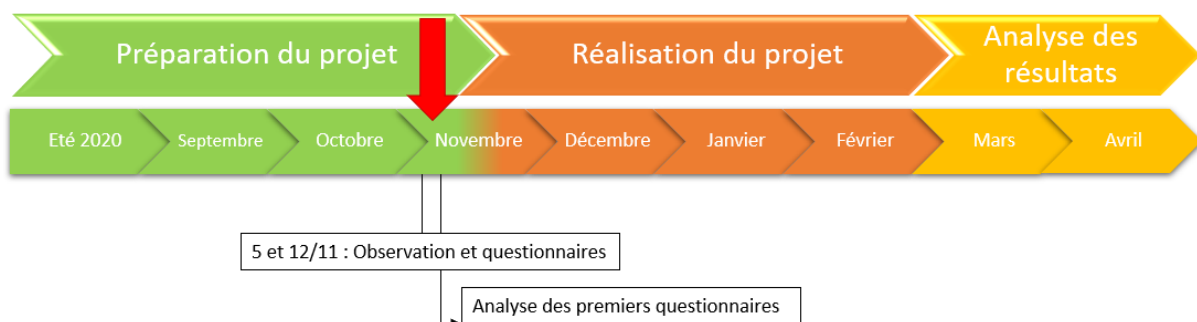 Préparation du projet
Réalisation du projet
Analyse des
résultats
Eté 2020
Septembre
Octobre
Novembre
Décembre
Janvier
Février
Mars
Avril
5 et 12/11 : Observation et questionnaires
Analyse des premiers questionnaires